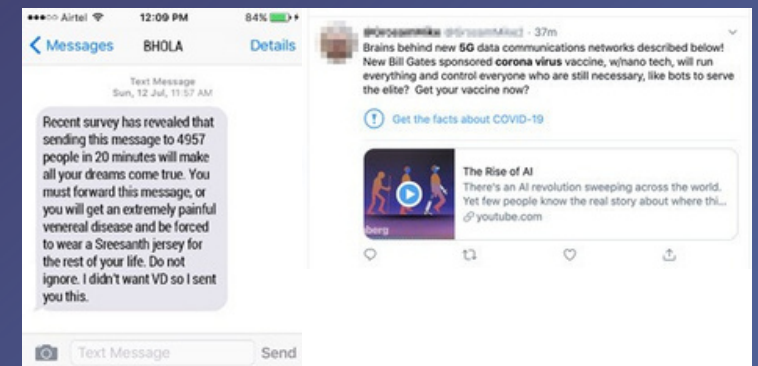 Airtel 12:09 PM 84%
Messages BHOLA Details
Text Message
Sun, 12 Jul, 11:57 AM
Recent survey has revealed that
sending this message to 4957
people in 20 minutes will make
all your dreams come true. You
must forward this message, or
you will get an extremely painful
venereal disease and be forced
to wear a Sreesanth jersey for
the rest of your life. Do not
ignore. I didn't want VD so I sent
you this.
Text Message Send
· 37m
Brains behind new 5G data communications networks described below!
New Bill Gates sponsored corona virus vaccine, w/nano tech, will run
everything and control everyone who are still necessary, like bots to serve
the elite? Get your vaccine now?
Get the facts about COVID-19
The Rise of AI
There's an AI revolution sweeping across the world.
Yet few people know the real story about where thi...
youtube.com
berg